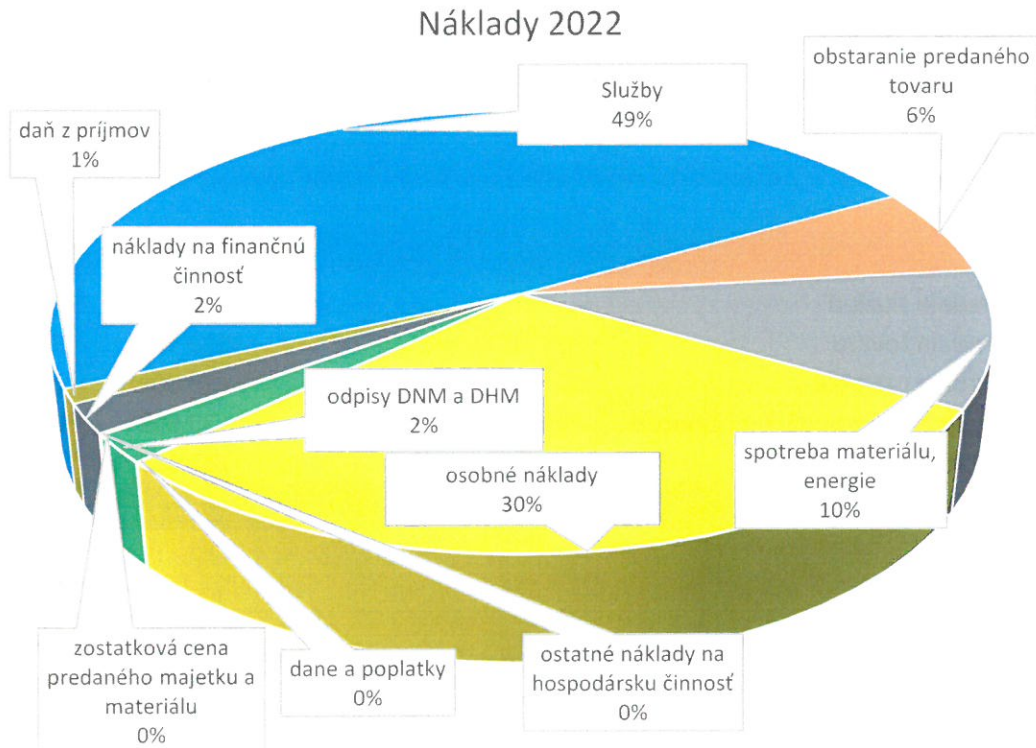 Náklady 2022
Služby
49%
obstaranie predaného
tovaru
6%
daň z príjmov
1%
náklady na finančnú
činnosť
2%
odpisy DNM a DHM
2%
osobné náklady
30%
spotreba materiálu,
energie
10%
zostatková cena
predaného majetku a
materiálu
0%
dane a poplatky
0%
ostatné náklady na
hospodársku činnosť
0%